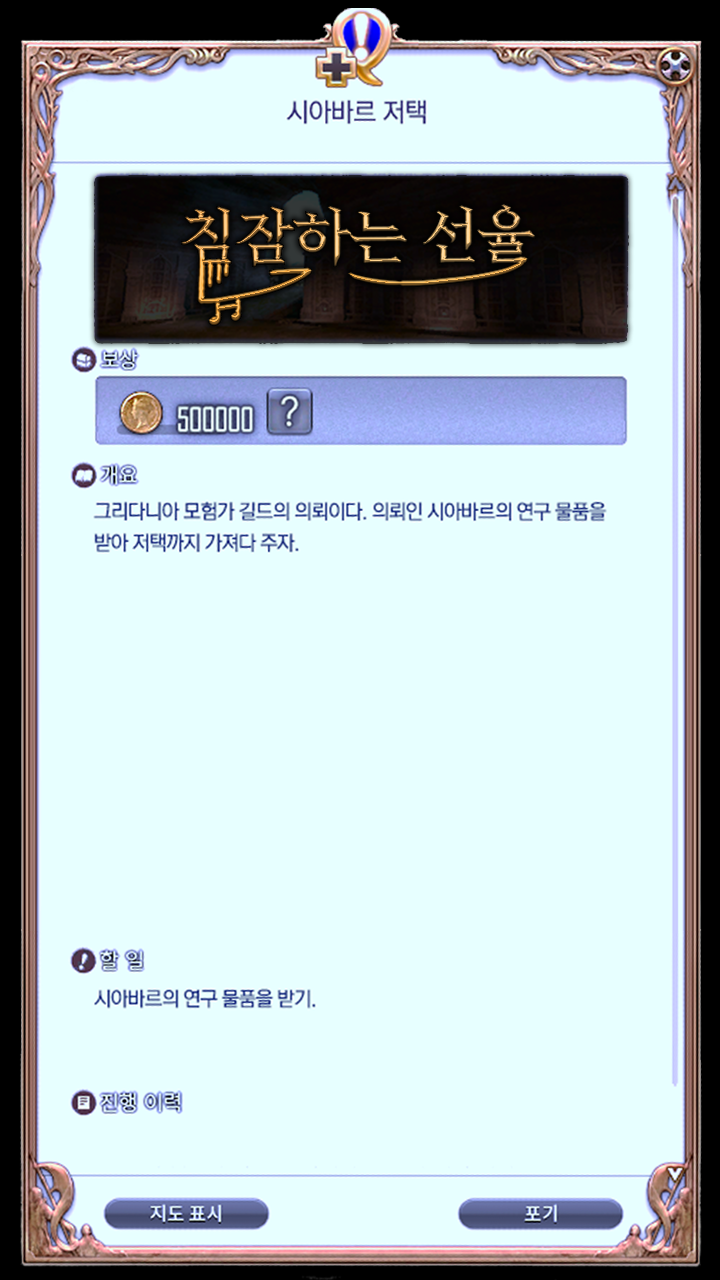 시아바르 저택
침잠하는 선율
보상
500000 ?
개요
그리다니아 모험가 길드의 의뢰이다. 의뢰인 시아바르의 연구 물품을
받아 저택까지 가져다 주자.
할 일
시아바르의 연구 물품을 받기.
진행 이력
지도 표시
포기